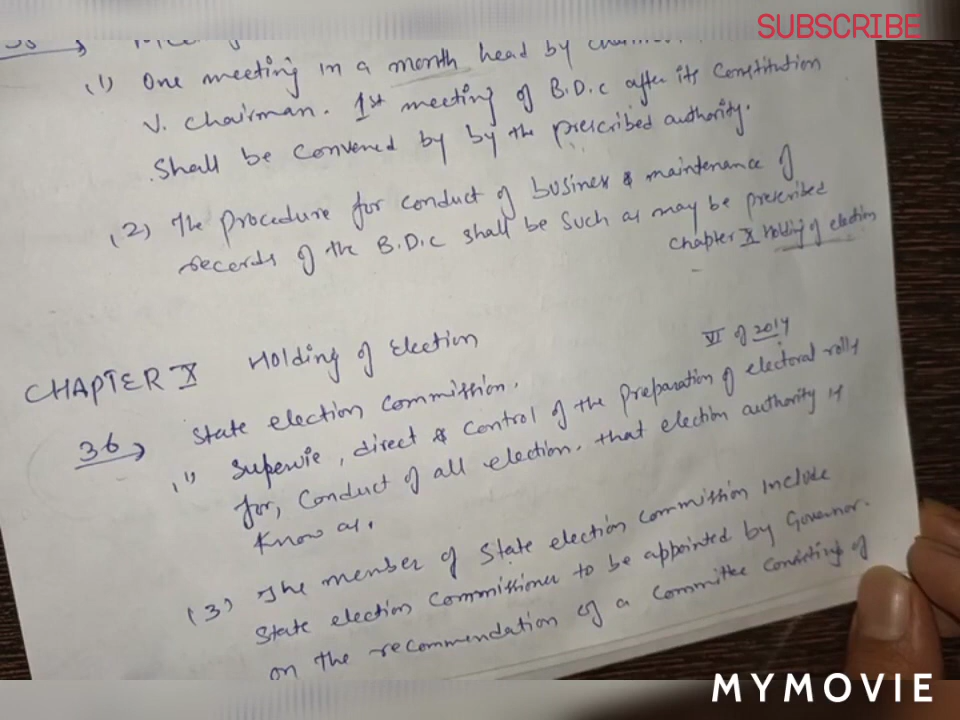 SUBSCRIBE
(1) One meeting in a month head by
V. Chairman. 1st meeting of B.D.C after its Constitution
Shall be Convened by by the prescribed authority.
(2) The procedure for conduct of business & maintenance of
records of the B.D.C shall be such as may be prescribed
Chapter X Holding of election
CHAPTER X Holding of Election
VI of 2014
36) State election Commission.
(1) Supervie, direct & control of the preparation of electoral rolls
for, Conduct of all election. that election authority is
Know as.
(3) The member of State election commission include
State election Commissioner to be appointed by Governor.
on the recommendation of a Committee Consisting of
MYMOVIE